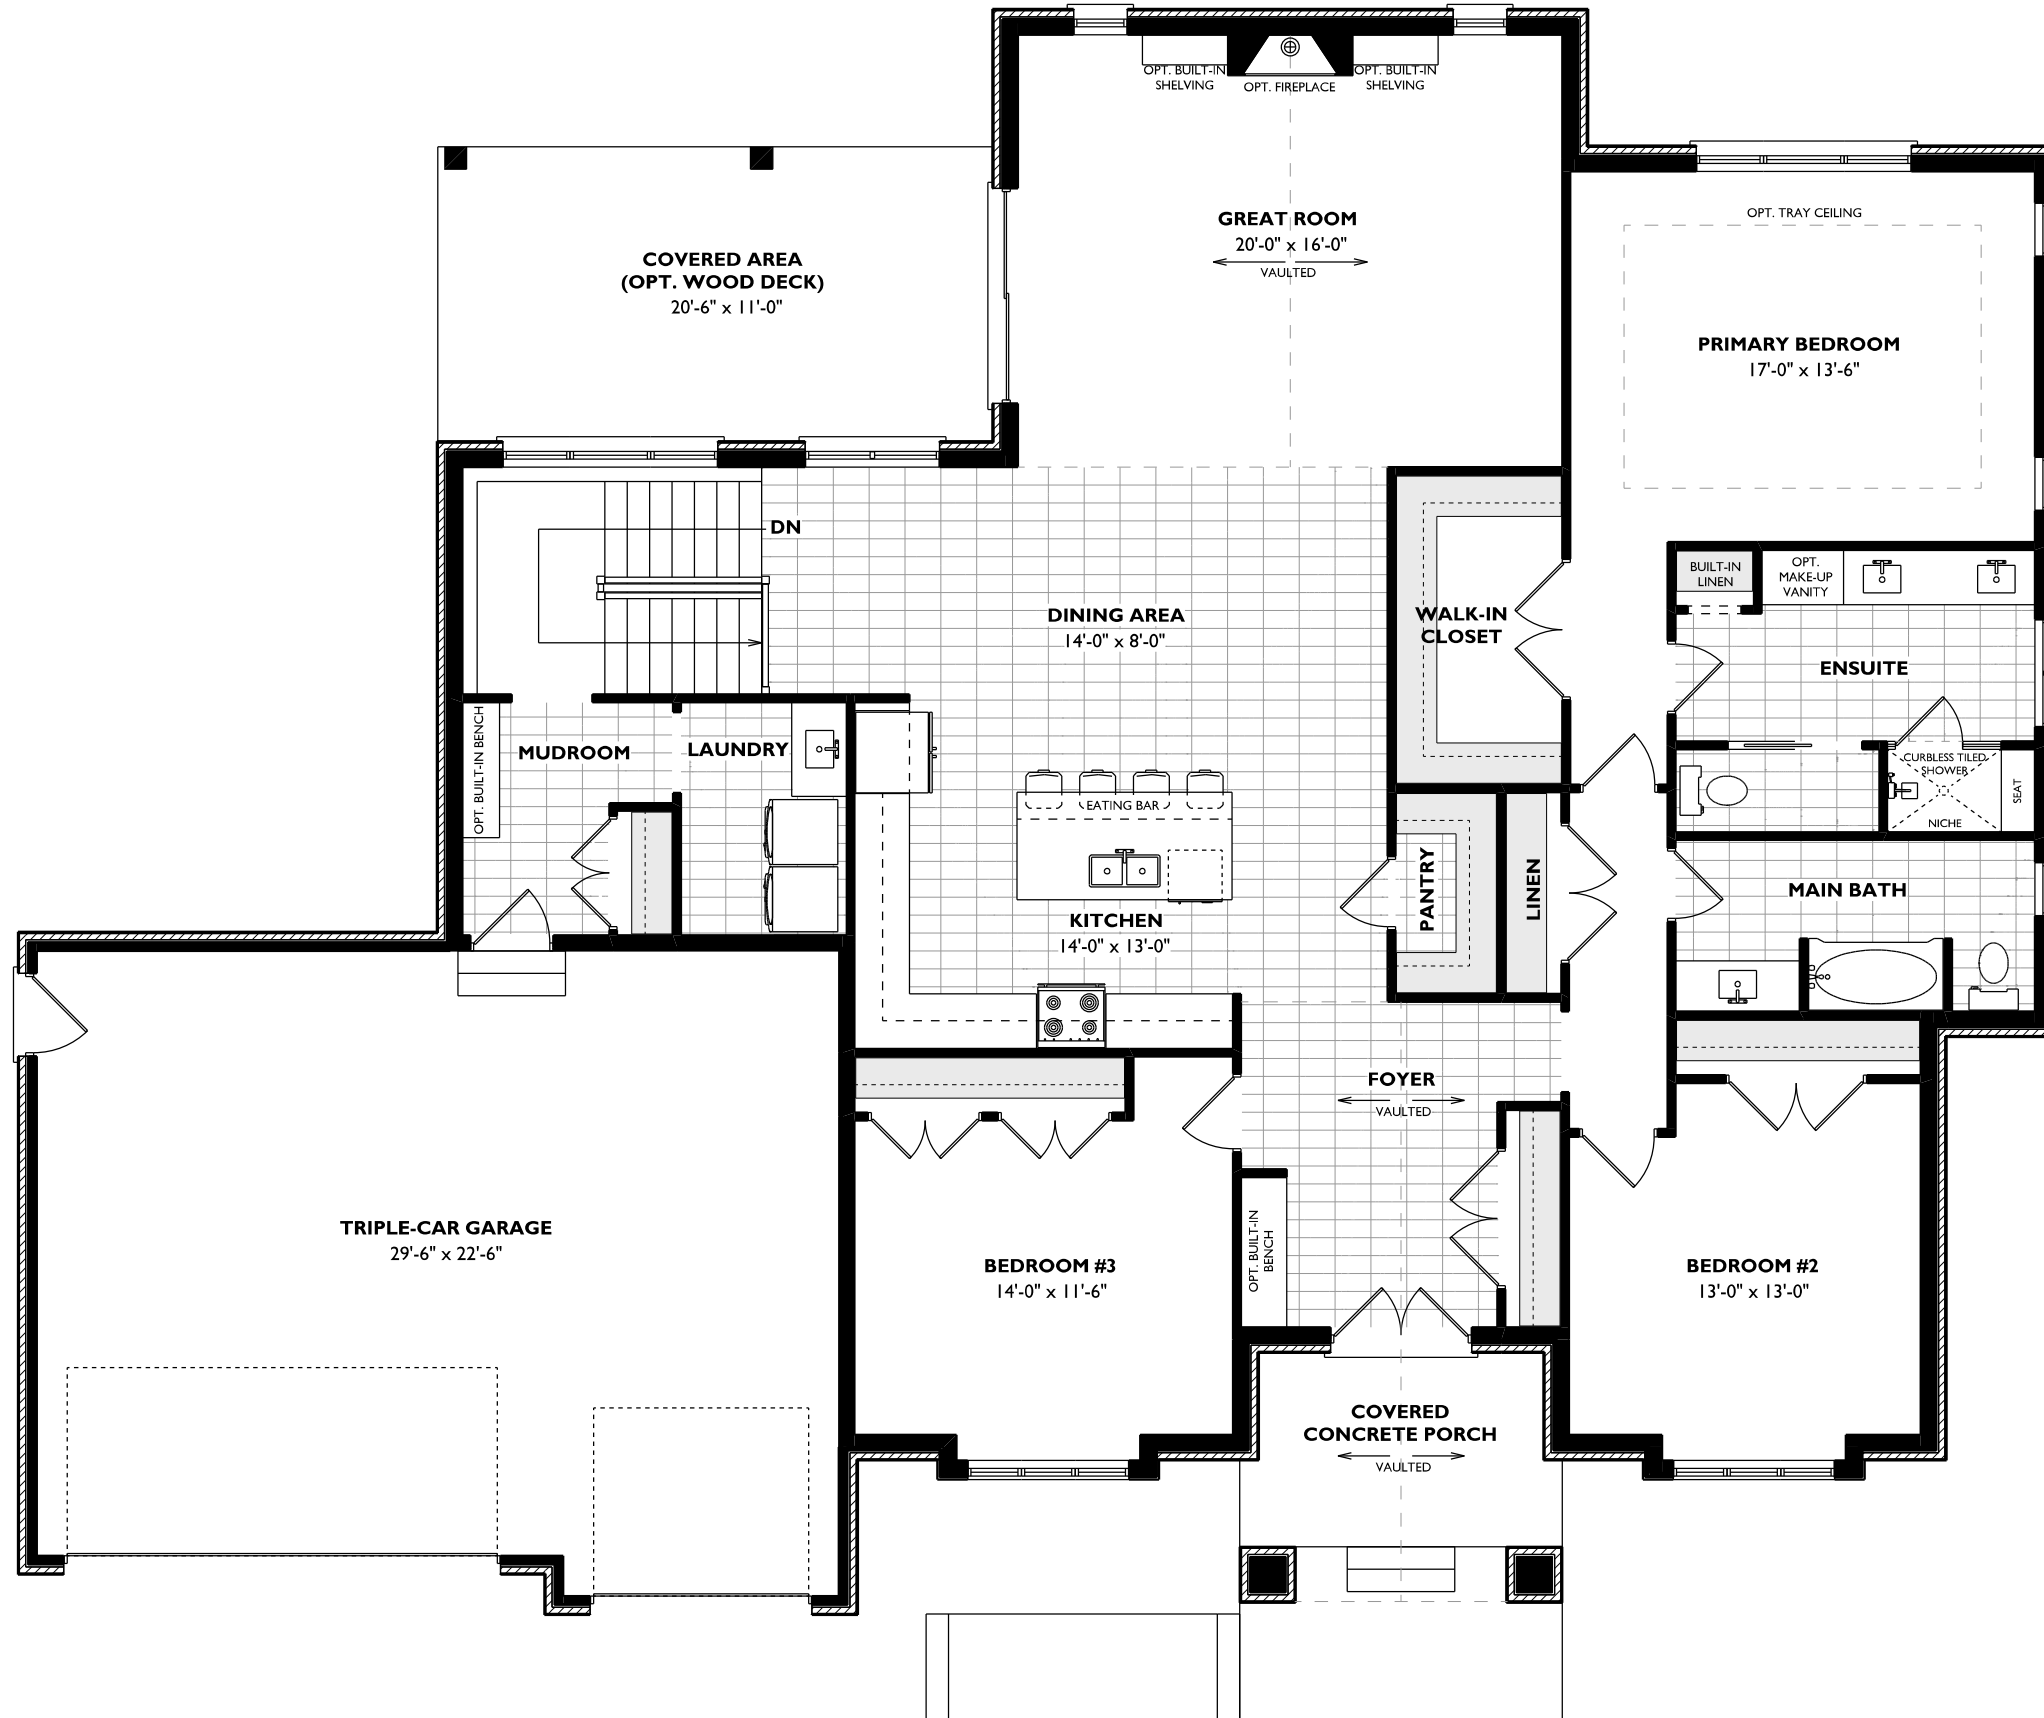 OPT. BUILT-IN
SHELVING
OPT. FIREPLACE
OPT. BUILT-IN
SHELVING
GREAT ROOM
20'-0" x 16'-0"
VAULTED
COVERED AREA
(OPT. WOOD DECK)
20'-6" x 11'-0"
OPT. TRAY CEILING
PRIMARY BEDROOM
17'-0" x 13'-6"
DN
DINING AREA
14'-0" x 8'-0"
WALK-IN
CLOSET
BUILT-IN
LINEN
OPT.
MAKE-UP
VANITY
ENSUITE
OPT. BUILT-IN BENCH
MUDROOM
LAUNDRY
CURBLESS TILED
SHOWER
SEAT
NICHE
EATING BAR
KITCHEN
14'-0" x 13'-0"
PANTRY
LINEN
MAIN BATH
FOYER
VAULTED
TRIPLE-CAR GARAGE
29'-6" x 22'-6"
BEDROOM #3
14'-0" x 11'-6"
OPT. BUILT-IN
BENCH
BEDROOM #2
13'-0" x 13'-0"
COVERED
CONCRETE PORCH
VAULTED